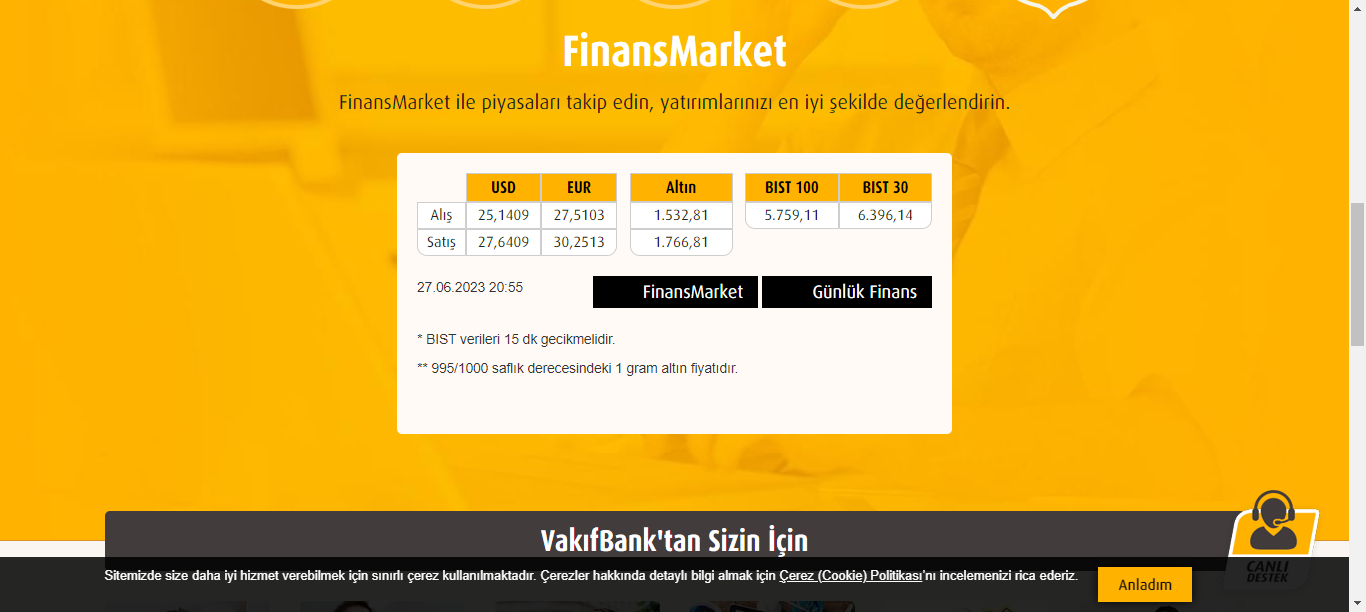 FinansMarket
FinansMarket ile piyasaları takip edin, yatırımlarınızı en iyi şekilde değerlendirin.
USD EUR Altın BIST 100 BIST 30
Alış 25,1409 27,5103 1.532,81 5.759,11 6.396,14
Satış 27,6409 30,2513 1.766,81
27.06.2023 20:55 FinansMarket Günlük Finans
* BIST verileri 15 dk gecikmelidir.
** 995/1000 saflık derecesindeki 1 gram altın fiyatıdır.
VakıfBank'tan Sizin İçin
Sitemizde size daha iyi hizmet verebilmek için sınırlı çerez kullanılmaktadır. Çerezler hakkında detaylı bilgi almak için Çerez (Cookie) Politikası'nı incelemenizi rica ederiz. Anladım
CANLI
DESTEK